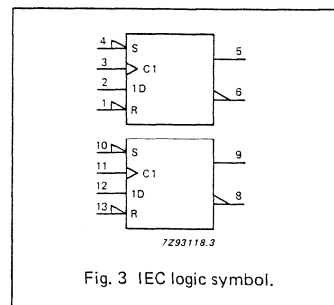 4 S 5
3 C1
2 1D
1 R 6
10 S 9
11 C1
12 1D
13 R 8
7Z93118.3
Fig. 3 IEC logic symbol.